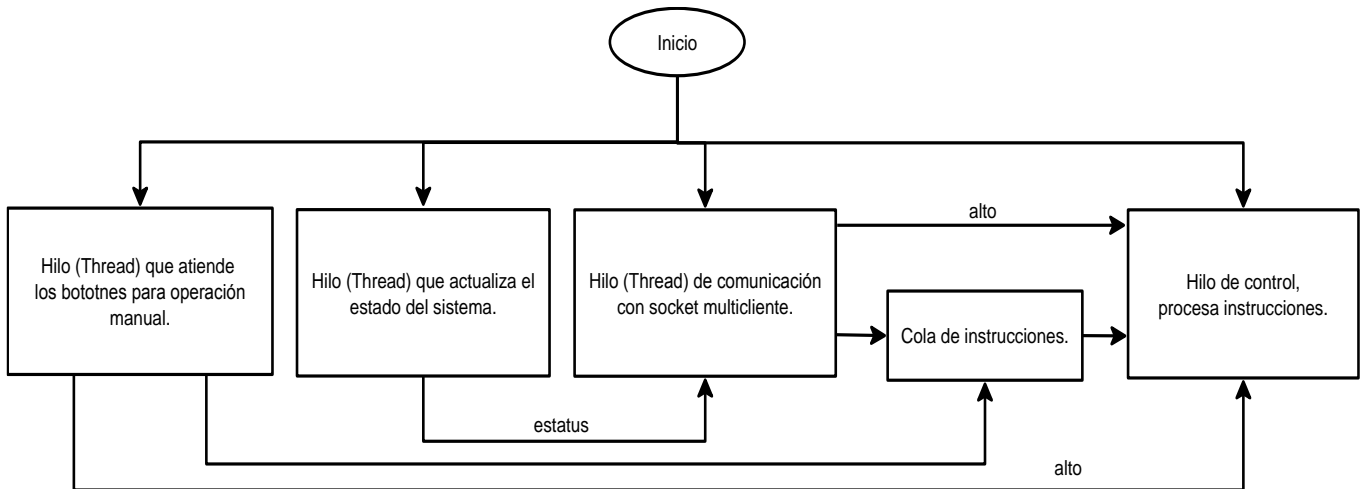 Inicio
Hilo (Thread) que atiende
los bototnes para operación
manual.
Hilo (Thread) que actualiza el
estado del sistema.
Hilo (Thread) de comunicación
con socket multicliente.
alto
Cola de instrucciones.
Hilo de control,
procesa instrucciones.
estatus
alto